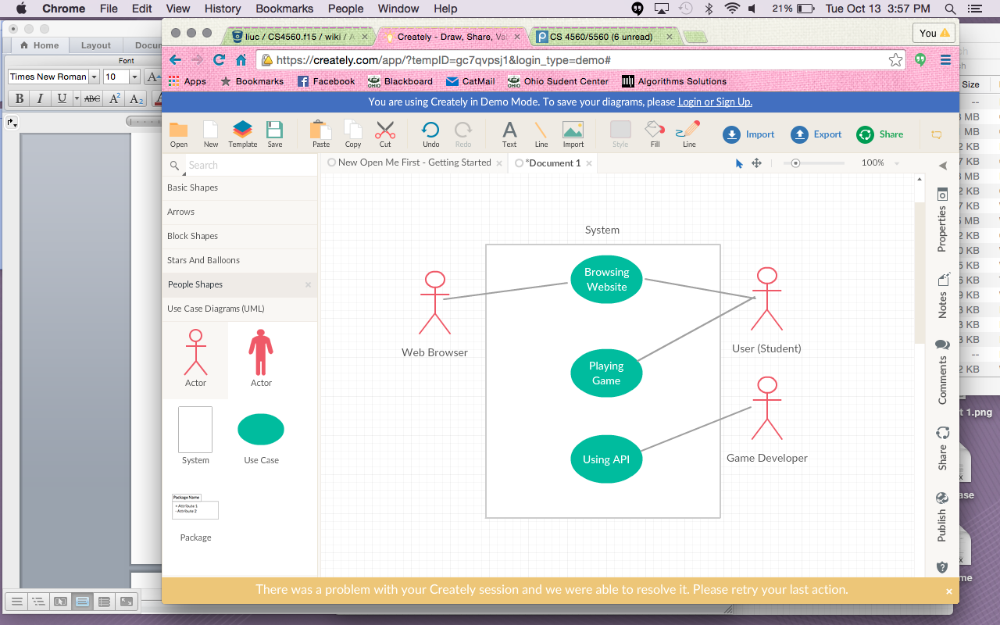 Chrome File Edit View History Bookmarks People Window Help 21% Tue Oct 13 3:57 PM
Home Layout Docu
Font
Times New Roman 10 A
B I U ABC A2 A2 A
liuc / CS4560.f15 / wiki / A
Creately - Draw, Share, Va
CS 4560/5560 (6 unread)
You
https://creately.com/app/?tempID=gc7qvpsj1&login_type=demo#
Apps Bookmarks Facebook Blackboard CatMail Ohio Sudent Center Algorithms Solutions
You are using Creately in Demo Mode. To save your diagrams, please Login or Sign Up.
Open New Template Save Paste Copy Cut Undo Redo Text Line Import Style Fill Line Import Export Share
Search
New Open Me First - Getting Started
*Document 1
100%
Basic Shapes
Arrows
Block Shapes
Stars And Balloons
People Shapes
Use Case Diagrams (UML)
Actor Actor
System Use Case
Package Name
+ Attribute 1
- Attribute 2
Package
System
Browsing
Website
Playing
Game
Using API
Web Browser
User (Student)
Game Developer
Properties
Notes
Comments
Share
Publish
There was a problem with your Creately session and we were able to resolve it. Please retry your last action.
Size
--
MB
KB
KB
MB
KB
KB
MB
KB
KB
KB
KB
KB
KB
KB
KB
KB
--
KB
t 1.png
ase
me